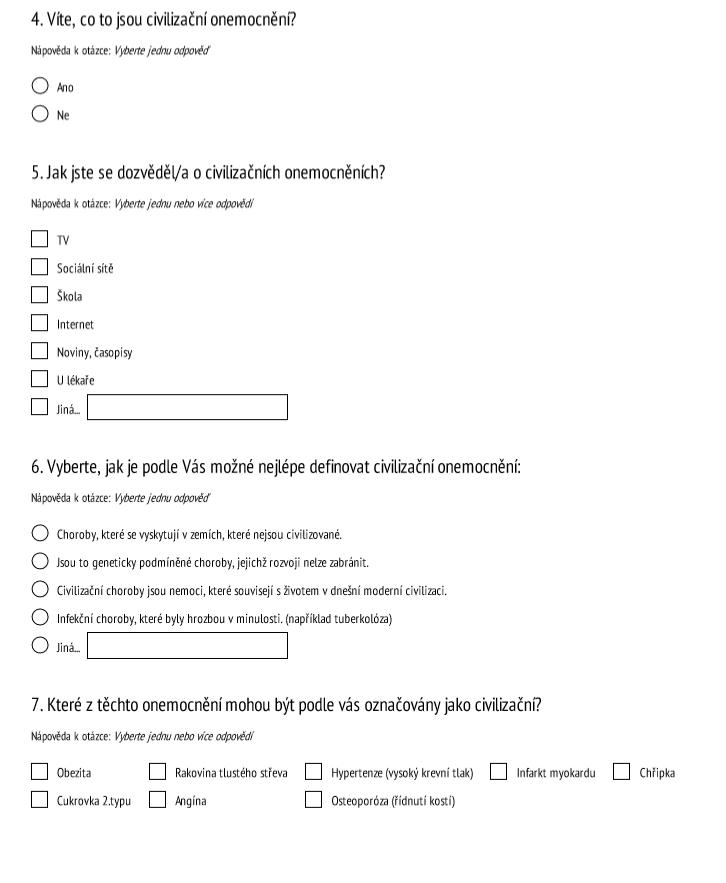 4. Víte, co to jsou civilizační onemocnění?
Nápověda k otázce: Vyberte jednu odpověď
Ano
Ne
5. Jak jste se dozvěděl/a o civilizačních onemocněních?
Nápověda k otázce: Vyberte jednu nebo více odpovědí
TV
Sociální sítě
Škola
Internet
Noviny, časopisy
U lékaře
Jiná...
6. Vyberte, jak je podle Vás možné nejlépe definovat civilizační onemocnění:
Nápověda k otázce: Vyberte jednu odpověď
Choroby, které se vyskytují v zemích, které nejsou civilizované.
Jsou to geneticky podmíněné choroby, jejichž rozvoji nelze zabránit.
Civilizační choroby jsou nemoci, které souvisejí s životem v dnešní moderní civilizaci.
Infekční choroby, které byly hrozbou v minulosti. (například tuberkolóza)
Jiná...
7. Které z těchto onemocnění mohou být podle vás označovány jako civilizační?
Nápověda k otázce: Vyberte jednu nebo více odpovědí
Obezita Rakovina tlustého střeva Hypertenze (vysoký krevní tlak) Infarkt myokardu Chřipka
Cukrovka 2.typu Angína Osteoporóza (řídnutí kostí)